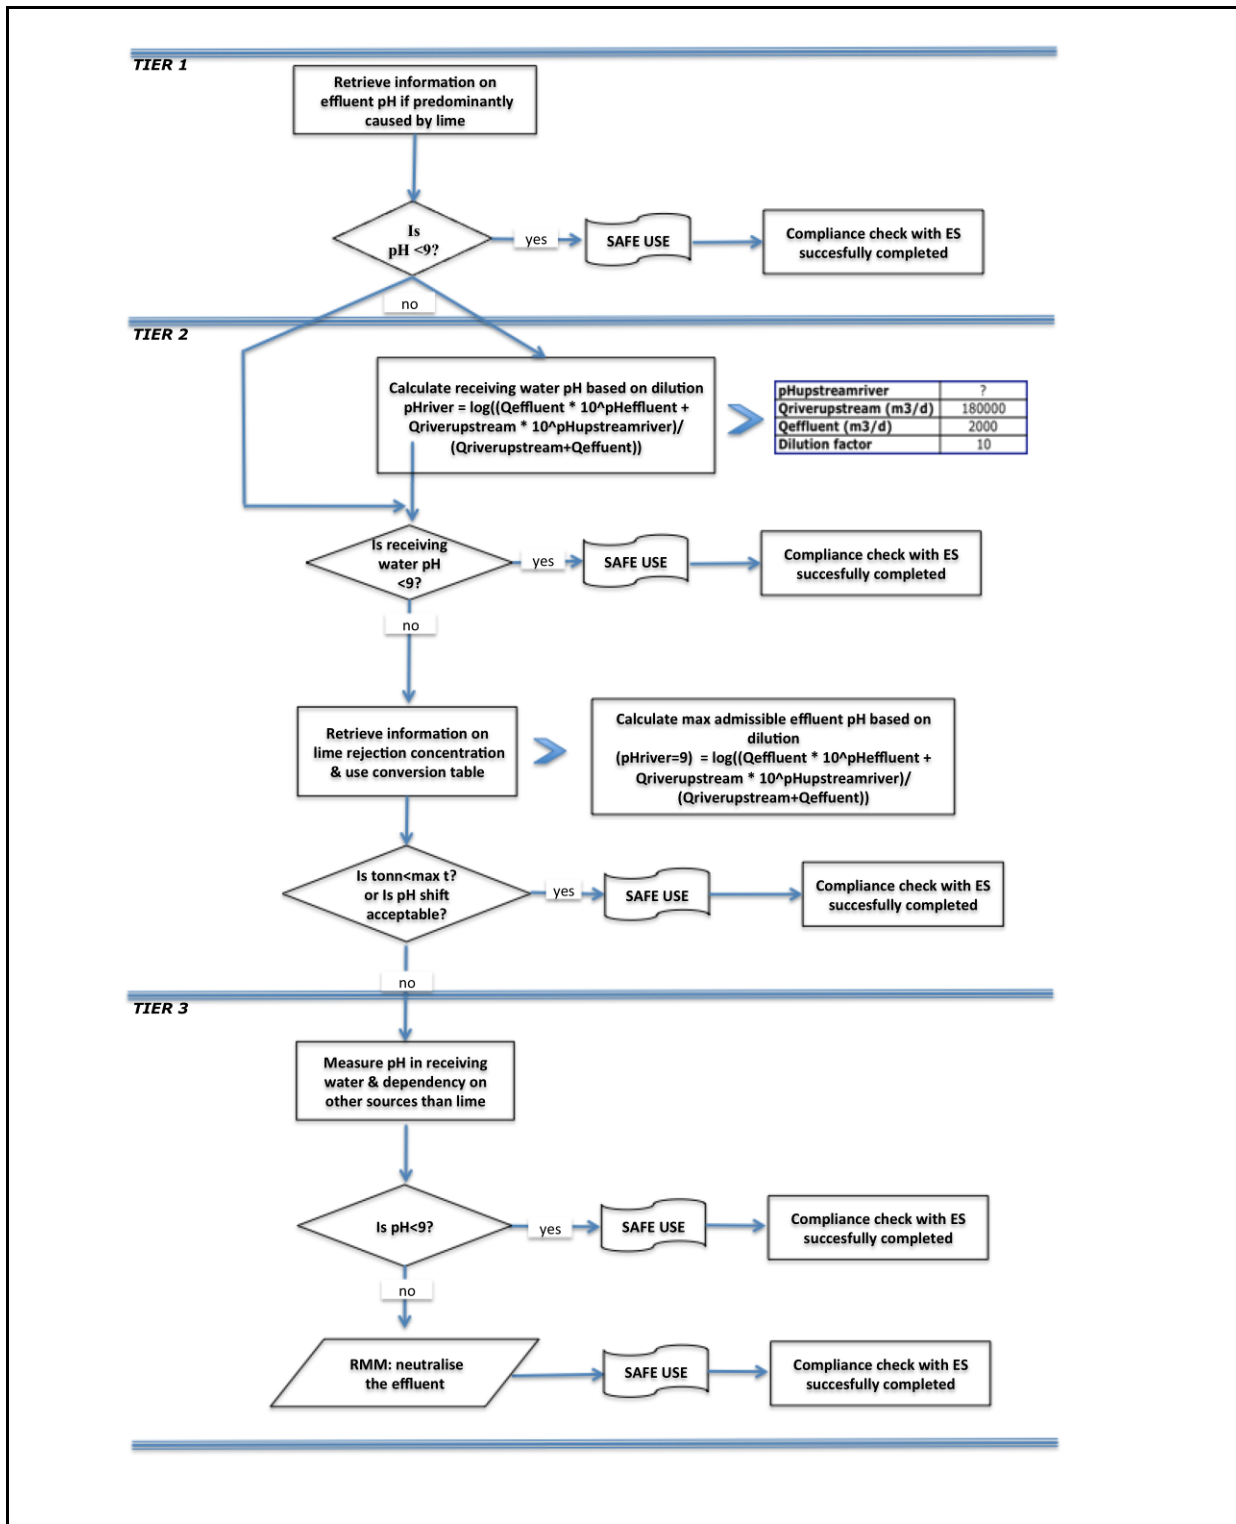 TIER 1
Retrieve information on
effluent pH if predominantly
caused by lime
Is
pH <9?
yes
SAFE USE
Compliance check with ES
succesfully completed
no
TIER 2
Calculate receiving water pH based on dilution
pHriver = log((Qeffluent * 10^pHeffluent +
Qriverupstream * 10^pHupstreamriver)/
(Qriverupstream+Qeffuent))
pHupstreamriver ?
Qriverupstream (m3/d) 180000
Qeffluent (m3/d) 2000
Dilution factor 10
Is receiving
water pH
<9?
yes
SAFE USE
Compliance check with ES
succesfully completed
no
Retrieve information on
lime rejection concentration
& use conversion table
Calculate max admissible effluent pH based on
dilution
(pHriver=9) = log((Qeffluent * 10^pHeffluent +
Qriverupstream * 10^pHupstreamriver)/
(Qriverupstream+Qeffuent))
Is tonn<max t?
or Is pH shift
acceptable?
yes
SAFE USE
Compliance check with ES
succesfully completed
no
TIER 3
Measure pH in receiving
water & dependency on
other sources than lime
Is pH<9?
yes
SAFE USE
Compliance check with ES
succesfully completed
no
RMM: neutralise
the effluent
SAFE USE
Compliance check with ES
succesfully completed